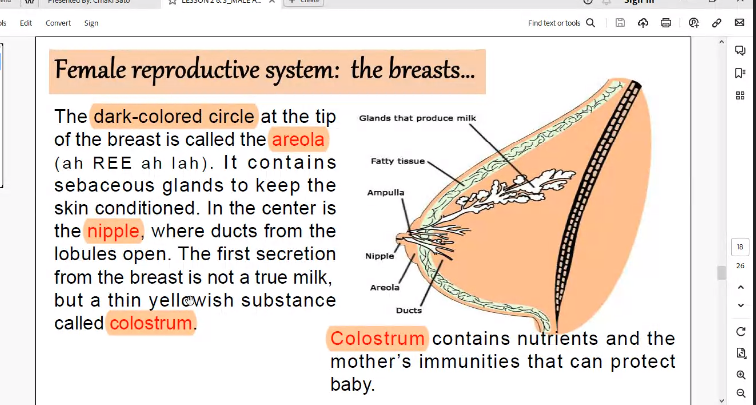 Presented By: Cihaki Sato
LESSON 2 & 3_MALE A...
Create
Sign in
ols Edit Convert Sign
Find text or tools
Female reproductive system: the breasts...
The dark-colored circle at the tip
of the breast is called the areola
(ah REE ah lah). It contains
sebaceous glands to keep the
skin conditioned. In the center is
the nipple, where ducts from the
lobules open. The first secretion
from the breast is not a true milk,
but a thin yellowish substance
called colostrum.
Glands that produce milk
Fatty tissue
Ampulla
Nipple
Areola
Ducts
Colostrum contains nutrients and the
mother's immunities that can protect
baby.
18
26